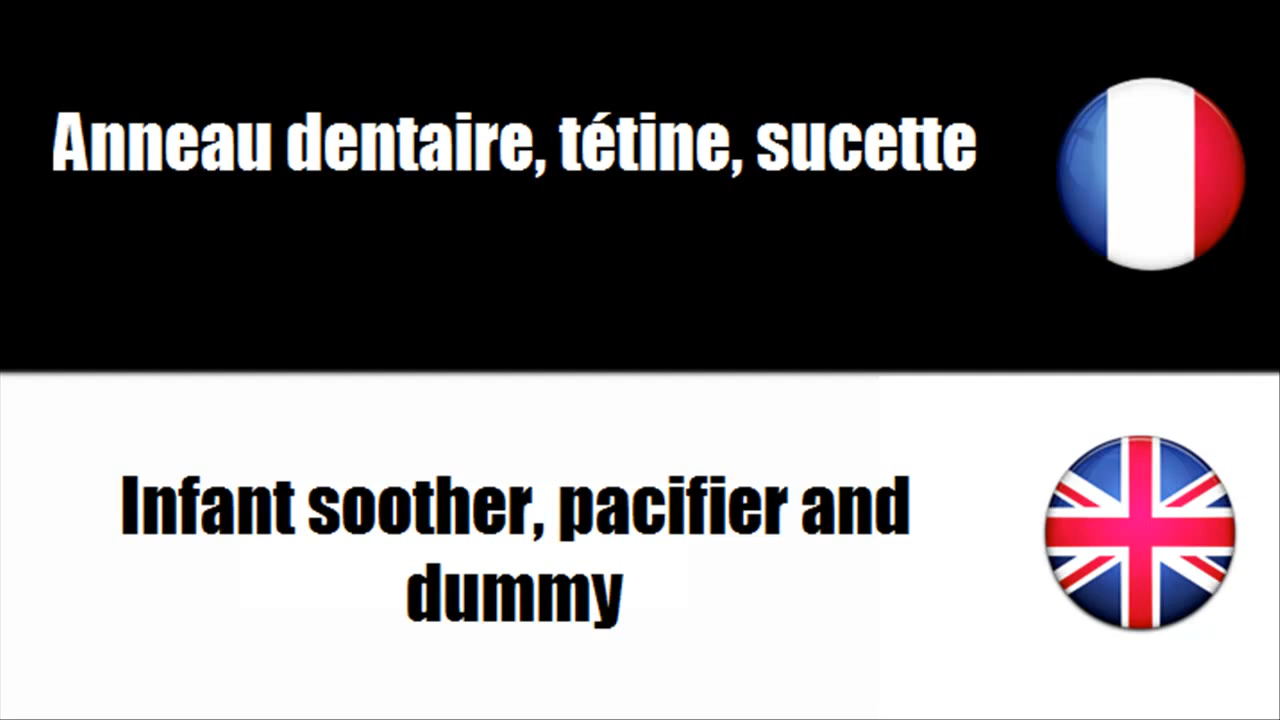 Anneau dentaire, tétine, sucette
Infant soother, pacifier and
dummy